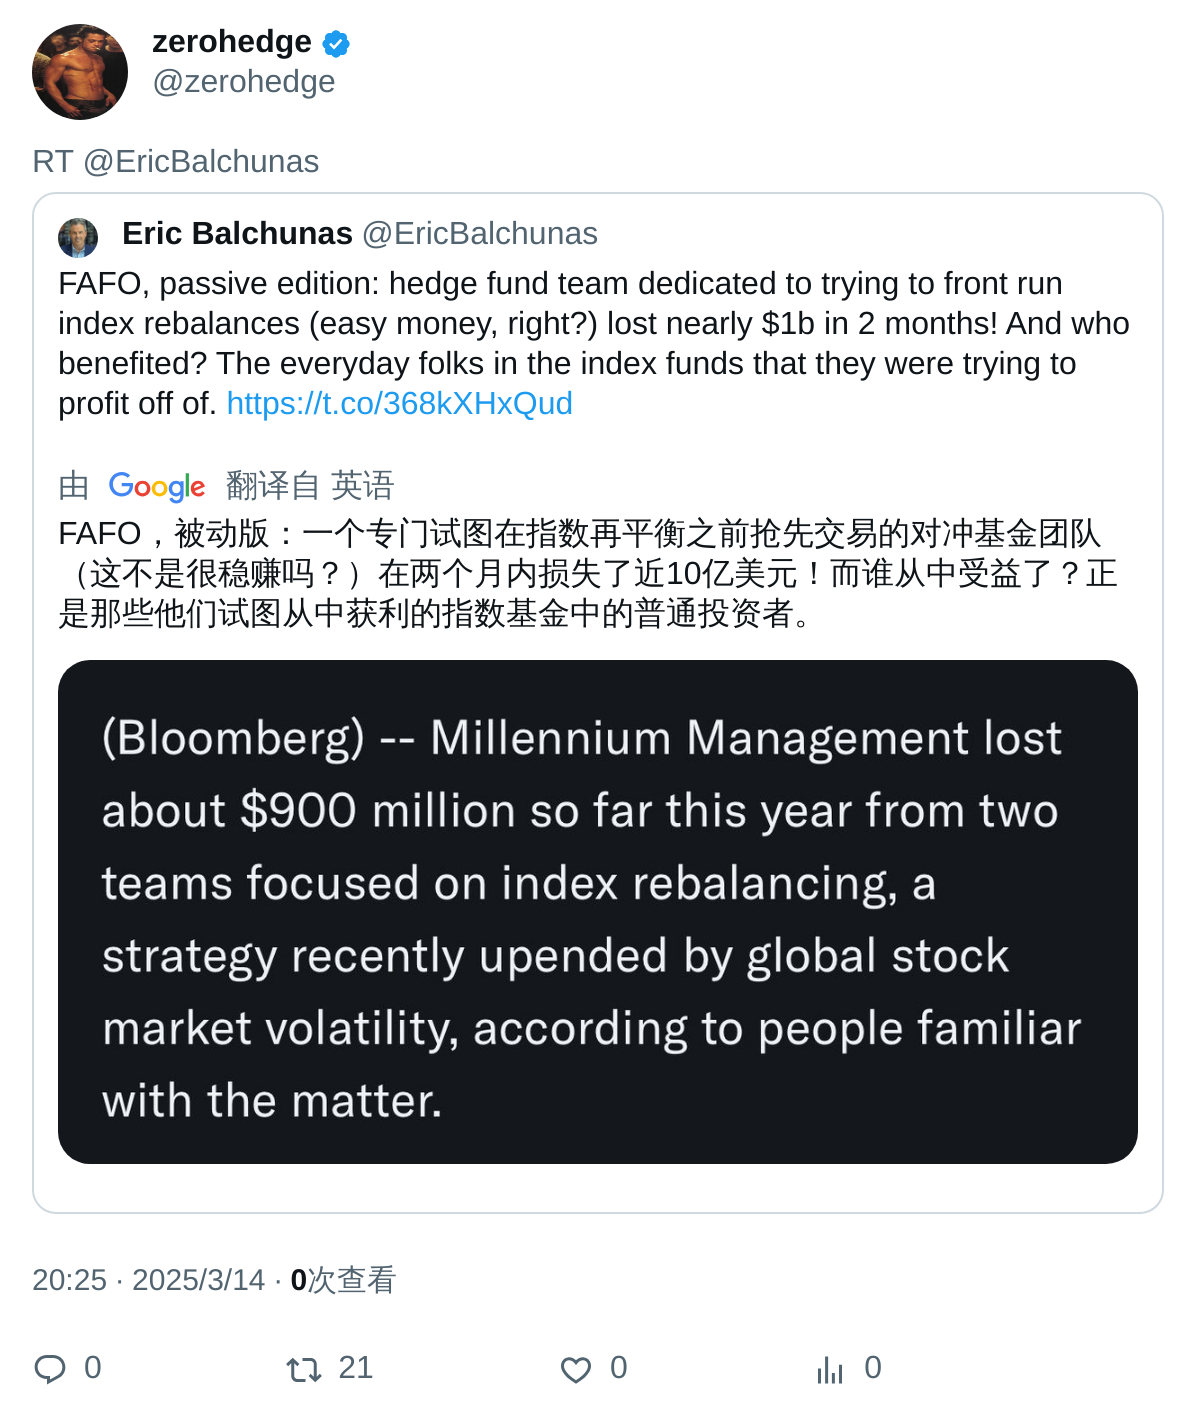 zerohedge
@zerohedge
RT @EricBalchunas
Eric Balchunas @EricBalchunas
FAFO, passive edition: hedge fund team dedicated to trying to front run
index rebalances (easy money, right?) lost nearly $1b in 2 months! And who
benefited? The everyday folks in the index funds that they were trying to
profit off of. https://t.co/368kXHxQud
由 Google 翻译自 英语
FAFO，被动版：一个专门试图在指数再平衡之前抢先交易的对冲基金团队
（这不是很稳赚吗？）在两个月内损失了近10亿美元！而谁从中受益了？正
是那些他们试图从中获利的指数基金中的普通投资者。
(Bloomberg) -- Millennium Management lost
about $900 million so far this year from two
teams focused on index rebalancing, a
strategy recently upended by global stock
market volatility, according to people familiar
with the matter.
20:25 · 2025/3/14 · 0次查看
0 21 0 0